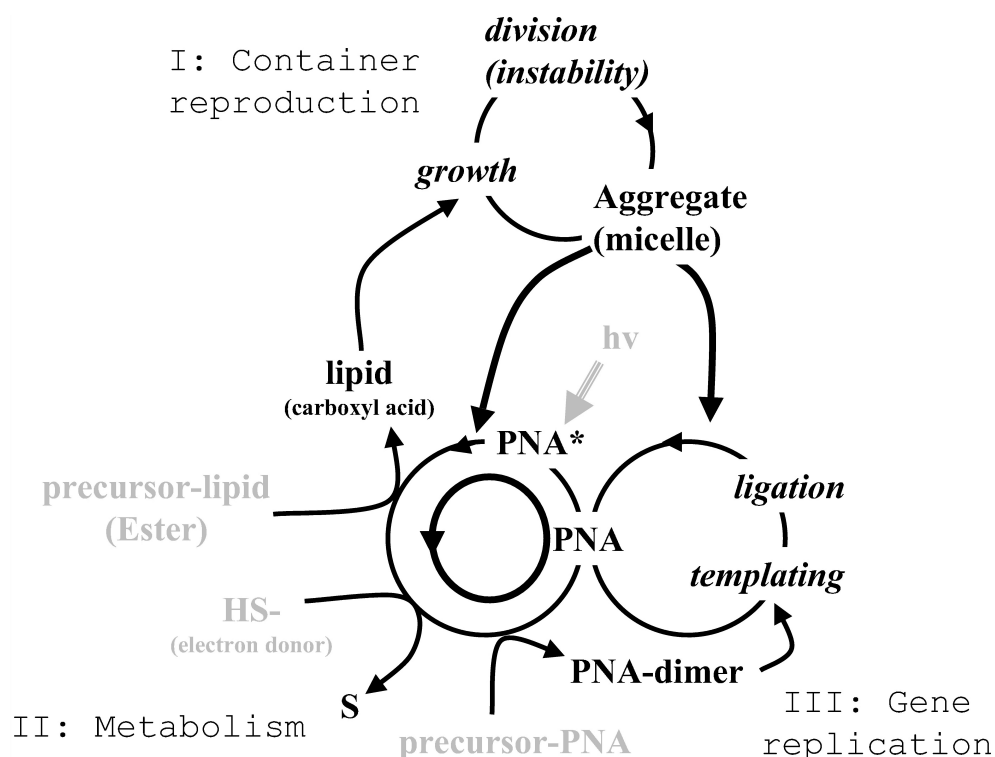 division
(instability)
I: Container
reproduction
growth
Aggregate
(micelle)
hv
lipid
(carboxyl acid)
PNA*
precursor-lipid
(Ester)
ligation
PNA
templating
HS-
(electron donor)
PNA-dimer
S
II: Metabolism
III: Gene
replication
precursor-PNA